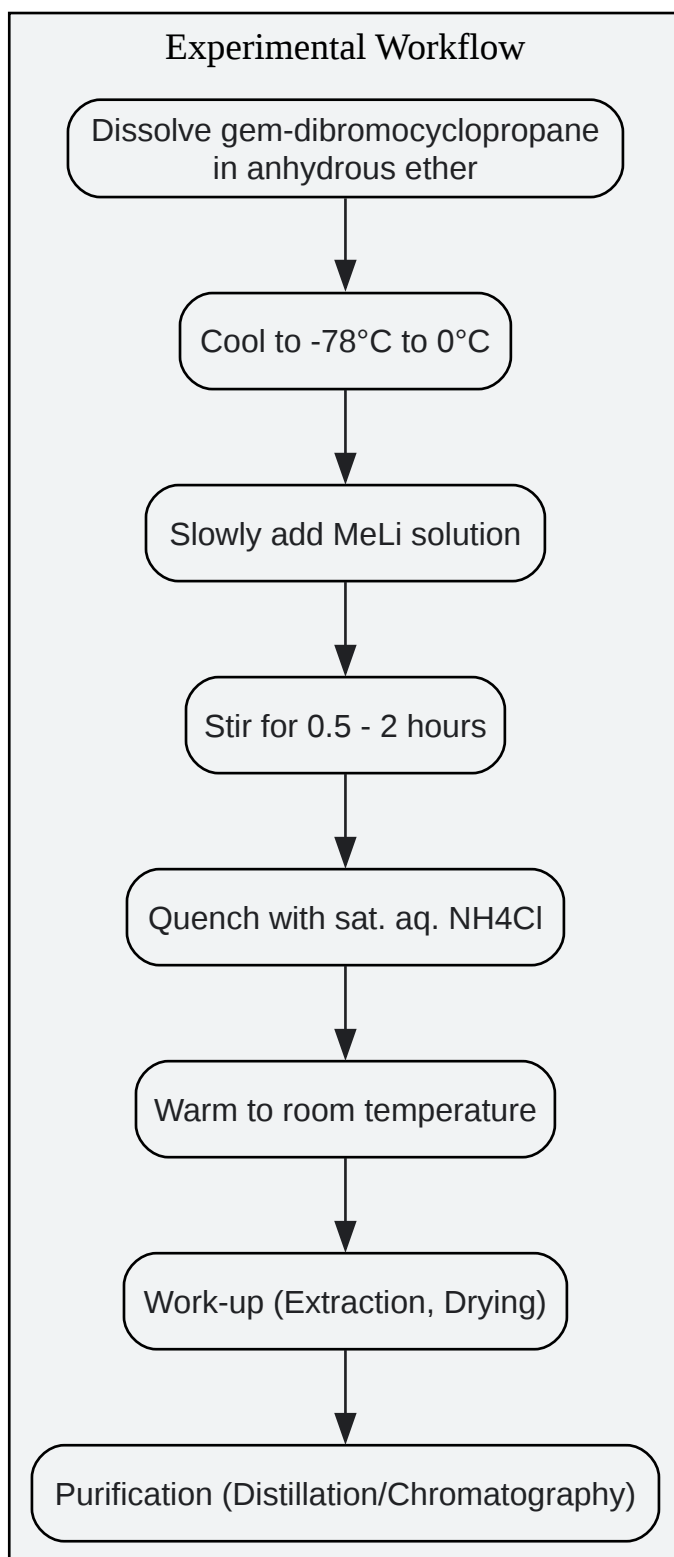 Experimental Workflow
Dissolve gem-dibromocyclopropane
in anhydrous ether
Cool to -78°C to 0°C
Slowly add MeLi solution
Stir for 0.5 - 2 hours
Quench with sat. aq. NH4Cl
Warm to room temperature
Work-up (Extraction, Drying)
Purification (Distillation/Chromatography)